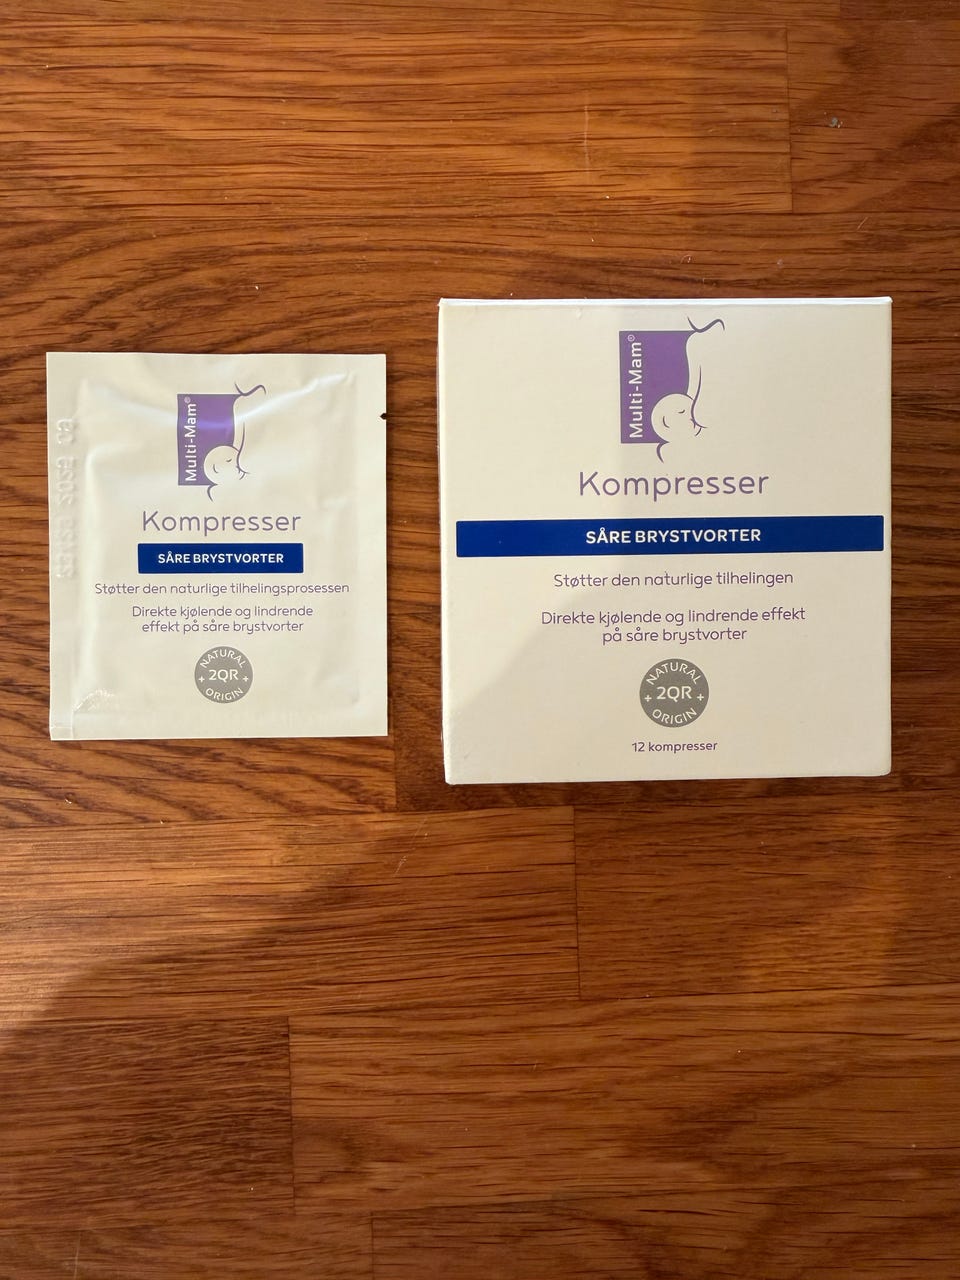 Multi-Mam®
Kompresser
SÅRE BRYSTVORTER
Støtter den naturlige tilhelingsprosessen
Direkte kjølende og lindrende
effekt på såre brystvorter
NATURAL
+ 2QR +
ORIGIN
Multi-Mam®
Kompresser
SÅRE BRYSTVORTER
Støtter den naturlige tilhelingen
Direkte kjølende og lindrende effekt
på såre brystvorter
NATURAL
+ 2QR +
ORIGIN
12 kompresser